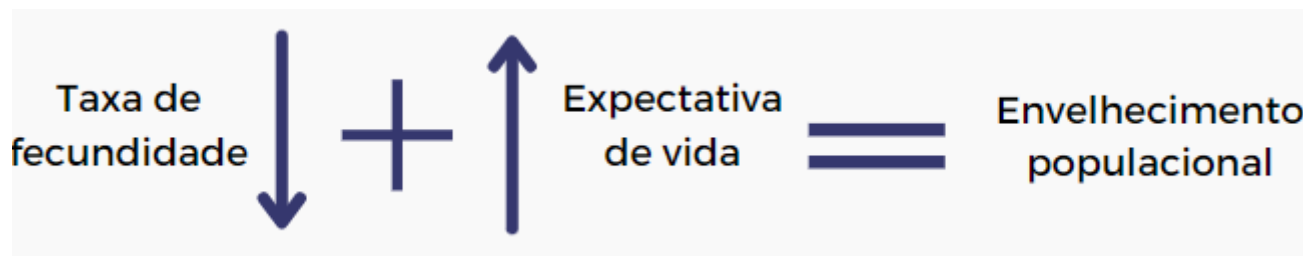 Taxa de
fecundidade
Expectativa
de vida
Envelhecimento
populacional